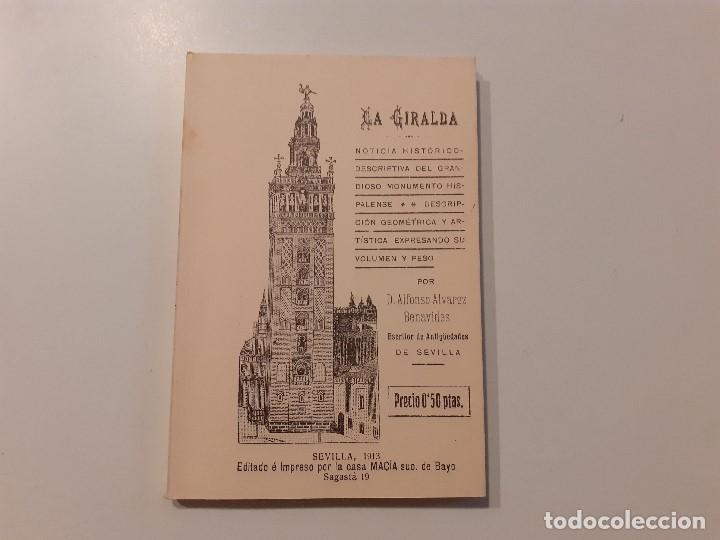 LA GIRALDA
NOTICIA HISTÓRICO-
DESCRIPTIVA DEL GRAN-
DIOSO MONUMENTO HIS-
PALENSE ** DESCRIP-
CIÓN GEOMÉTRICA Y AR-
TÍSTICA EXPRESANDO SU
VOLUMEN Y PESO
POR
D. Alfonso Alvarez
Benavides
Escritor de Antigüedades
DE SEVILLA
Precio 0'50 ptas.
SEVILLA, 1913
Editado é Impreso por la casa MACÍA suc. de Bayo
Sagasta 19
todocoleccion
todocoleccion.net